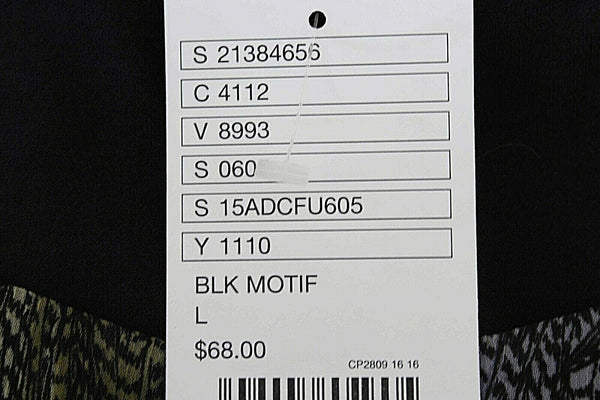 S 21384656
C 4112
V 8993
S 060
S 15ADCFU605
Y 1110
BLK MOTIF
L
$68.00
CP2809 16 16